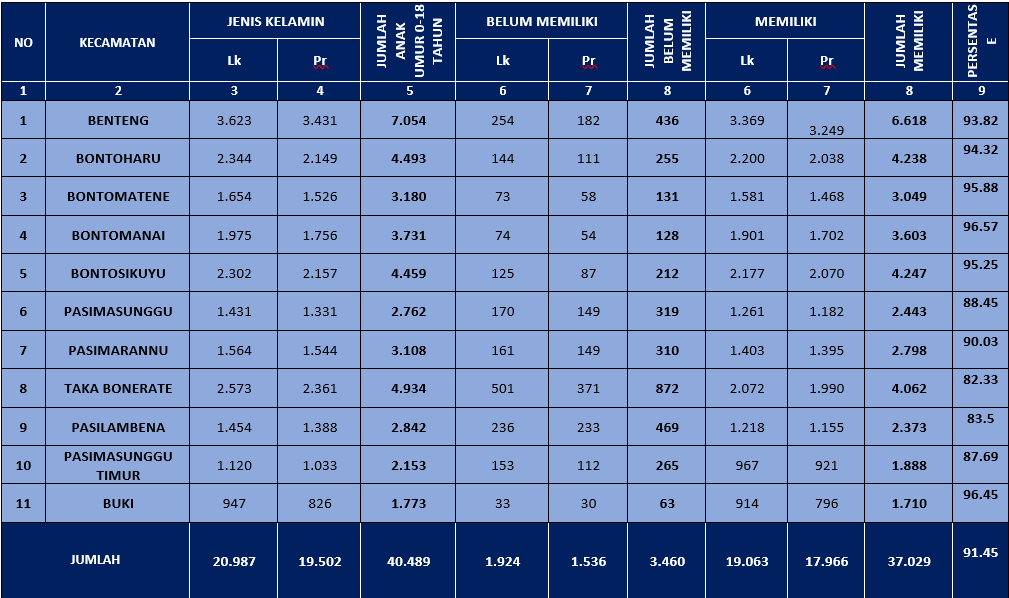 NO KECAMATAN JENIS KELAMIN JUMLAH ANAK UMUR 0-18 TAHUN BELUM MEMILIKI JUMLAH BELUM MEMILIKI MEMILIKI JUMLAH MEMILIKI PERSENTASE
Lk Pr Lk Pr Lk Pr
1 2 3 4 5 6 7 8 6 7 8 9
1 BENTENG 3.623 3.431 7.054 254 182 436 3.369 3.249 6.618 93.82
2 BONTOHARU 2.344 2.149 4.493 144 111 255 2.200 2.038 4.238 94.32
3 BONTOMATENE 1.654 1.526 3.180 73 58 131 1.581 1.468 3.049 95.88
4 BONTOMANAI 1.975 1.756 3.731 74 54 128 1.901 1.702 3.603 96.57
5 BONTOSIKUYU 2.302 2.157 4.459 125 87 212 2.177 2.070 4.247 95.25
6 PASIMASUNGGU 1.431 1.331 2.762 170 149 319 1.261 1.182 2.443 88.45
7 PASIMARANNU 1.564 1.544 3.108 161 149 310 1.403 1.395 2.798 90.03
8 TAKA BONERATE 2.573 2.361 4.934 501 371 872 2.072 1.990 4.062 82.33
9 PASILAMBENA 1.454 1.388 2.842 236 233 469 1.218 1.155 2.373 83.5
10 PASIMASUNGGU TIMUR 1.120 1.033 2.153 153 112 265 967 921 1.888 87.69
11 BUKI 947 826 1.773 33 30 63 914 796 1.710 96.45
JUMLAH 20.987 19.502 40.489 1.924 1.536 3.460 19.063 17.966 37.029 91.45